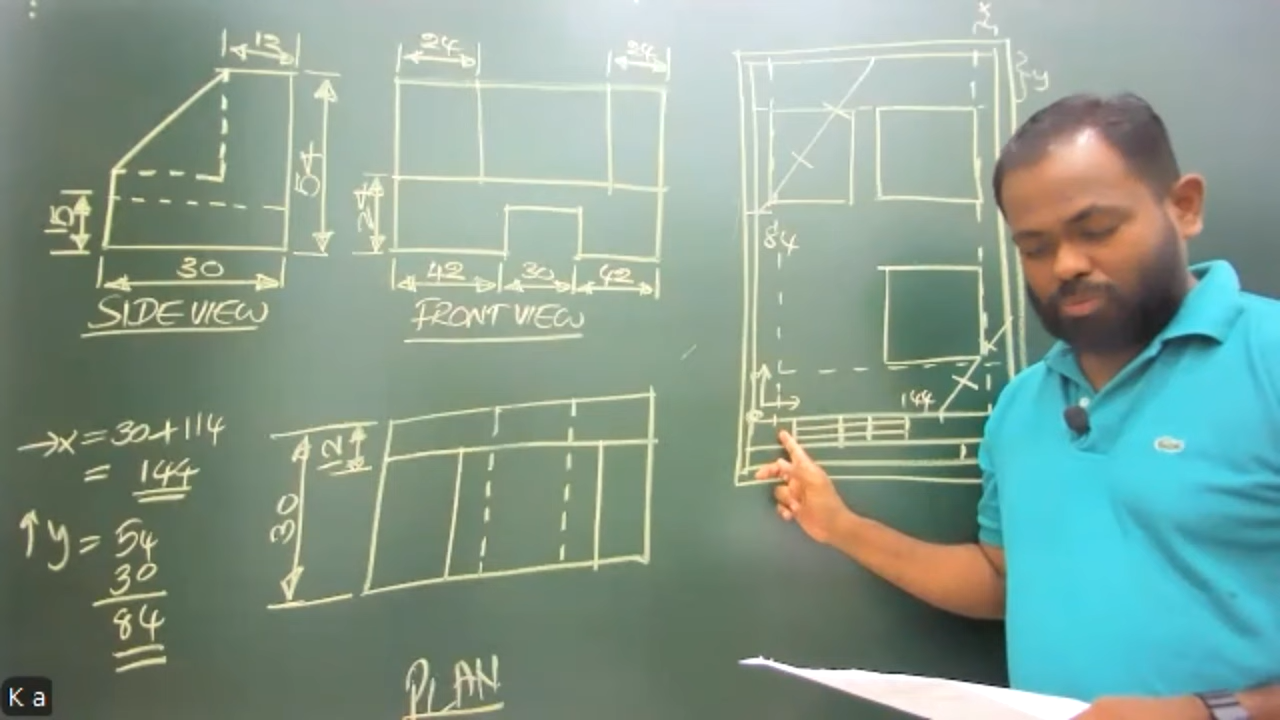 12
54
15
30
SIDE VIEW
24
24
24
42
30
42
FRONT VIEW
→x = 30+114
= 144
↑y = 54
30
84
12
30
PLAN
x
y
84
144
K a